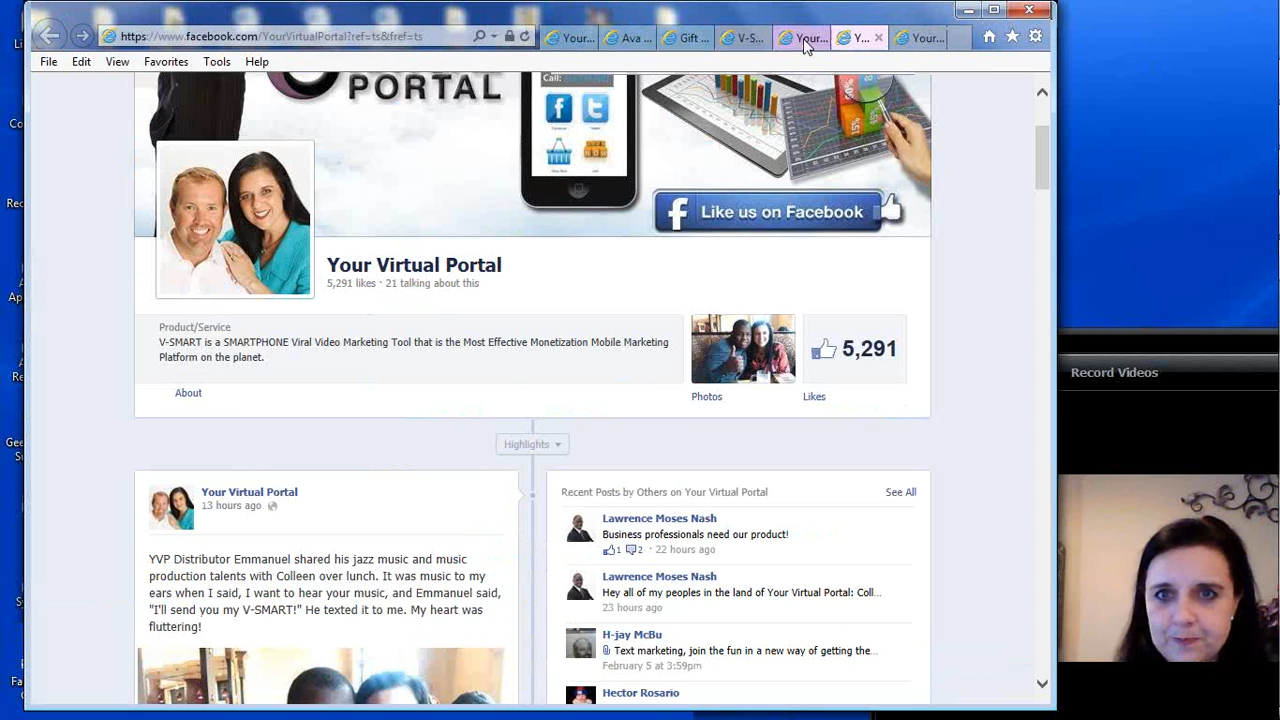 https://www.facebook.com/YourVirtualPortal?ref=ts&fref=ts
Your...
Ava ...
Gift ...
V-S...
Your...
Y...
Your...
File Edit View Favorites Tools Help
PORTAL
Call:
Like us on Facebook
Your Virtual Portal
5,291 likes · 21 talking about this
Product/Service
V-SMART is a SMARTPHONE Viral Video Marketing Tool that is the Most Effective Monetization Mobile Marketing
Platform on the planet.
About
5,291
Photos
Likes
Highlights
Your Virtual Portal
13 hours ago
YVP Distributor Emmanuel shared his jazz music and music
production talents with Colleen over lunch. It was music to my
ears when I said, I want to hear your music, and Emmanuel said,
"I'll send you my V-SMART!" He texted it to me. My heart was
fluttering!
Recent Posts by Others on Your Virtual Portal
See All
Lawrence Moses Nash
Business professionals need our product!
1 2 · 22 hours ago
Lawrence Moses Nash
Hey all of my peoples in the land of Your Virtual Portal: Coll...
23 hours ago
H-jay McBu
Text marketing, join the fun in a new way of getting the...
February 5 at 3:59pm
Hector Rosario
Record Videos